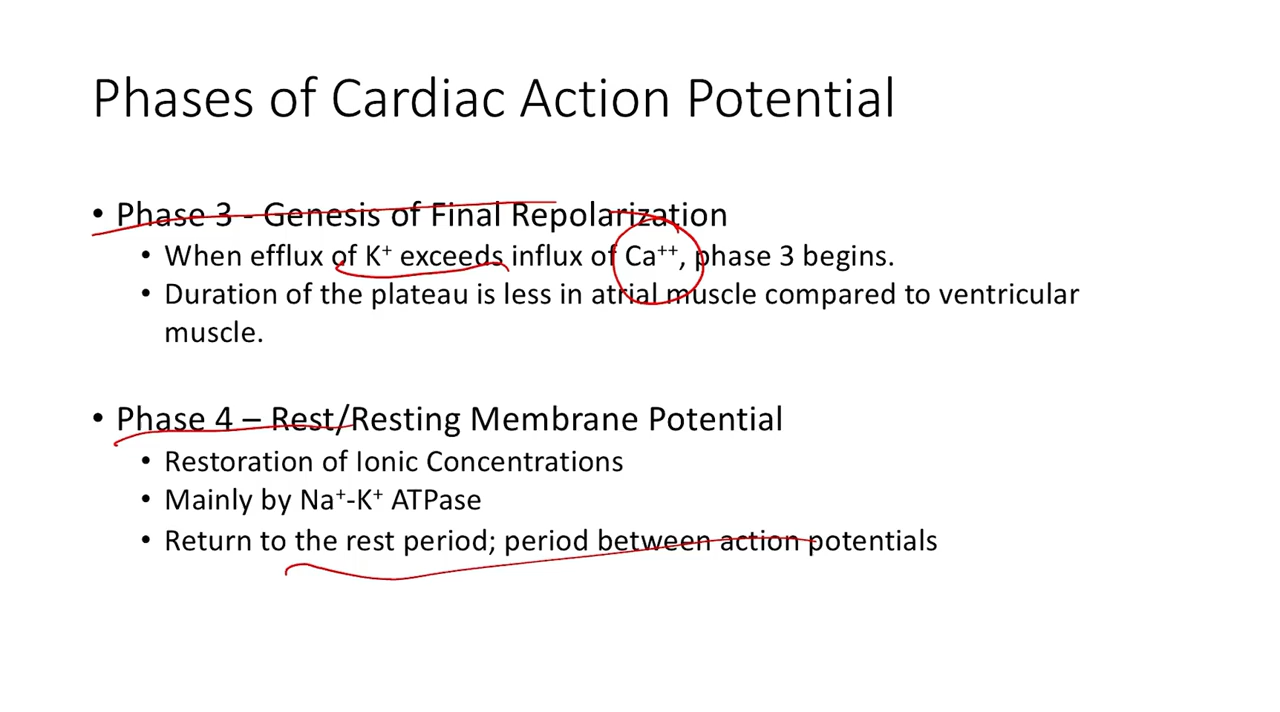 Phases of Cardiac Action Potential
• Phase 3 - Genesis of Final Repolarization
• When efflux of K⁺ exceeds influx of Ca⁺⁺, phase 3 begins.
• Duration of the plateau is less in atrial muscle compared to ventricular
muscle.
• Phase 4 – Rest/Resting Membrane Potential
• Restoration of Ionic Concentrations
• Mainly by Na⁺-K⁺ ATPase
• Return to the rest period; period between action potentials